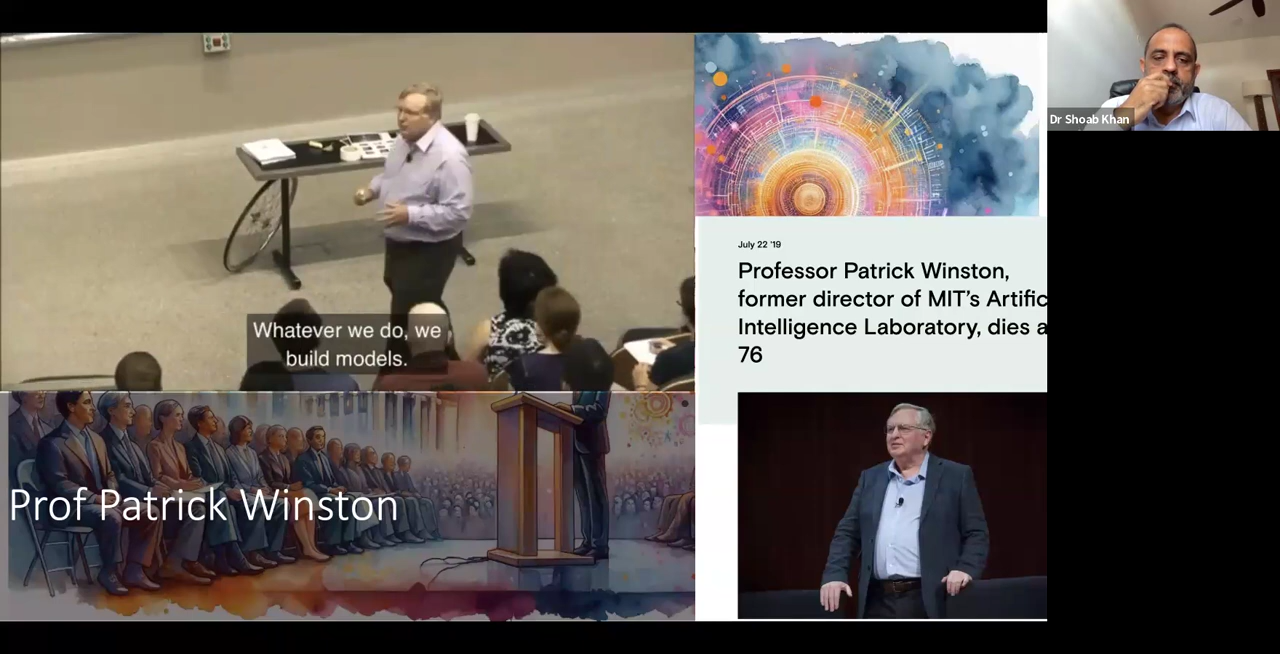 Whatever we do, we
build models.
Prof Patrick Winston
July 22 '19
Professor Patrick Winston,
former director of MIT's Artific
Intelligence Laboratory, dies a
76
Dr Shoab Khan